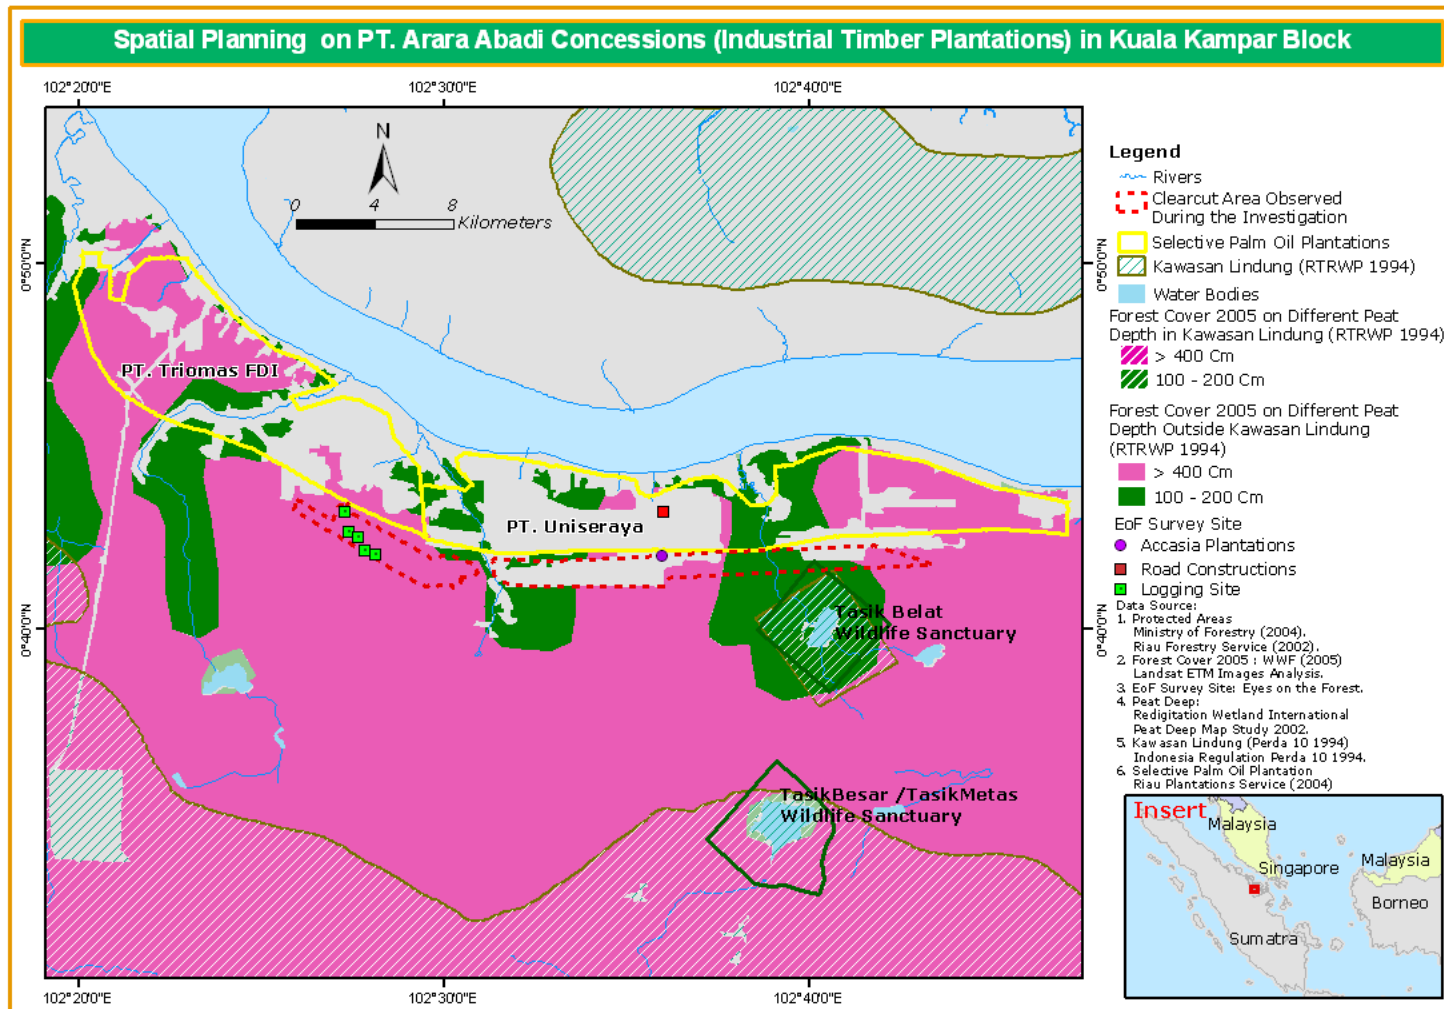 Spatial Planning on PT. Arara Abadi Concessions (Industrial Timber Plantations) in Kuala Kampar Block
102°20'0"E
102°30'0"E
102°40'0"E
N
0
4
8
Kilometers
0°50'0"N
0°50'0"N
PT. Triomas FDI
PT. Uniseraya
0°40'0"N
0°40'0"N
Tasik Belat
Wildlife Sanctuary
TasikBesar /TasikMetas
Wildlife Sanctuary
102°20'0"E
102°30'0"E
102°40'0"E
Legend
Rivers
Clearcut Area Observed
During the Investigation
Selective Palm Oil Plantations
Kawasan Lindung (RTRWP 1994)
Water Bodies
Forest Cover 2005 on Different Peat
Depth in Kawasan Lindung (RTRWP 1994)
> 400 Cm
100 - 200 Cm
Forest Cover 2005 on Different Peat
Depth Outside Kawasan Lindung
(RTRWP 1994)
> 400 Cm
100 - 200 Cm
EoF Survey Site
Accasia Plantations
Road Constructions
Logging Site
Data Source:
1. Protected Areas
Ministry of Forestry (2004).
Riau Forestry Service (2002).
2. Forest Cover 2005 : WWF (2005)
Landsat ETM Images Analysis.
3. EoF Survey Site: Eyes on the Forest.
4. Peat Deep:
Redigitation Wetland International
Peat Deep Map Study 2002.
5. Kawasan Lindung (Perda 10 1994)
Indonesia Regulation Perda 10 1994.
6. Selective Palm Oil Plantation
Riau Plantations Service (2004)
Insert
Malaysia
Singapore
Malaysia
Borneo
Sumatra